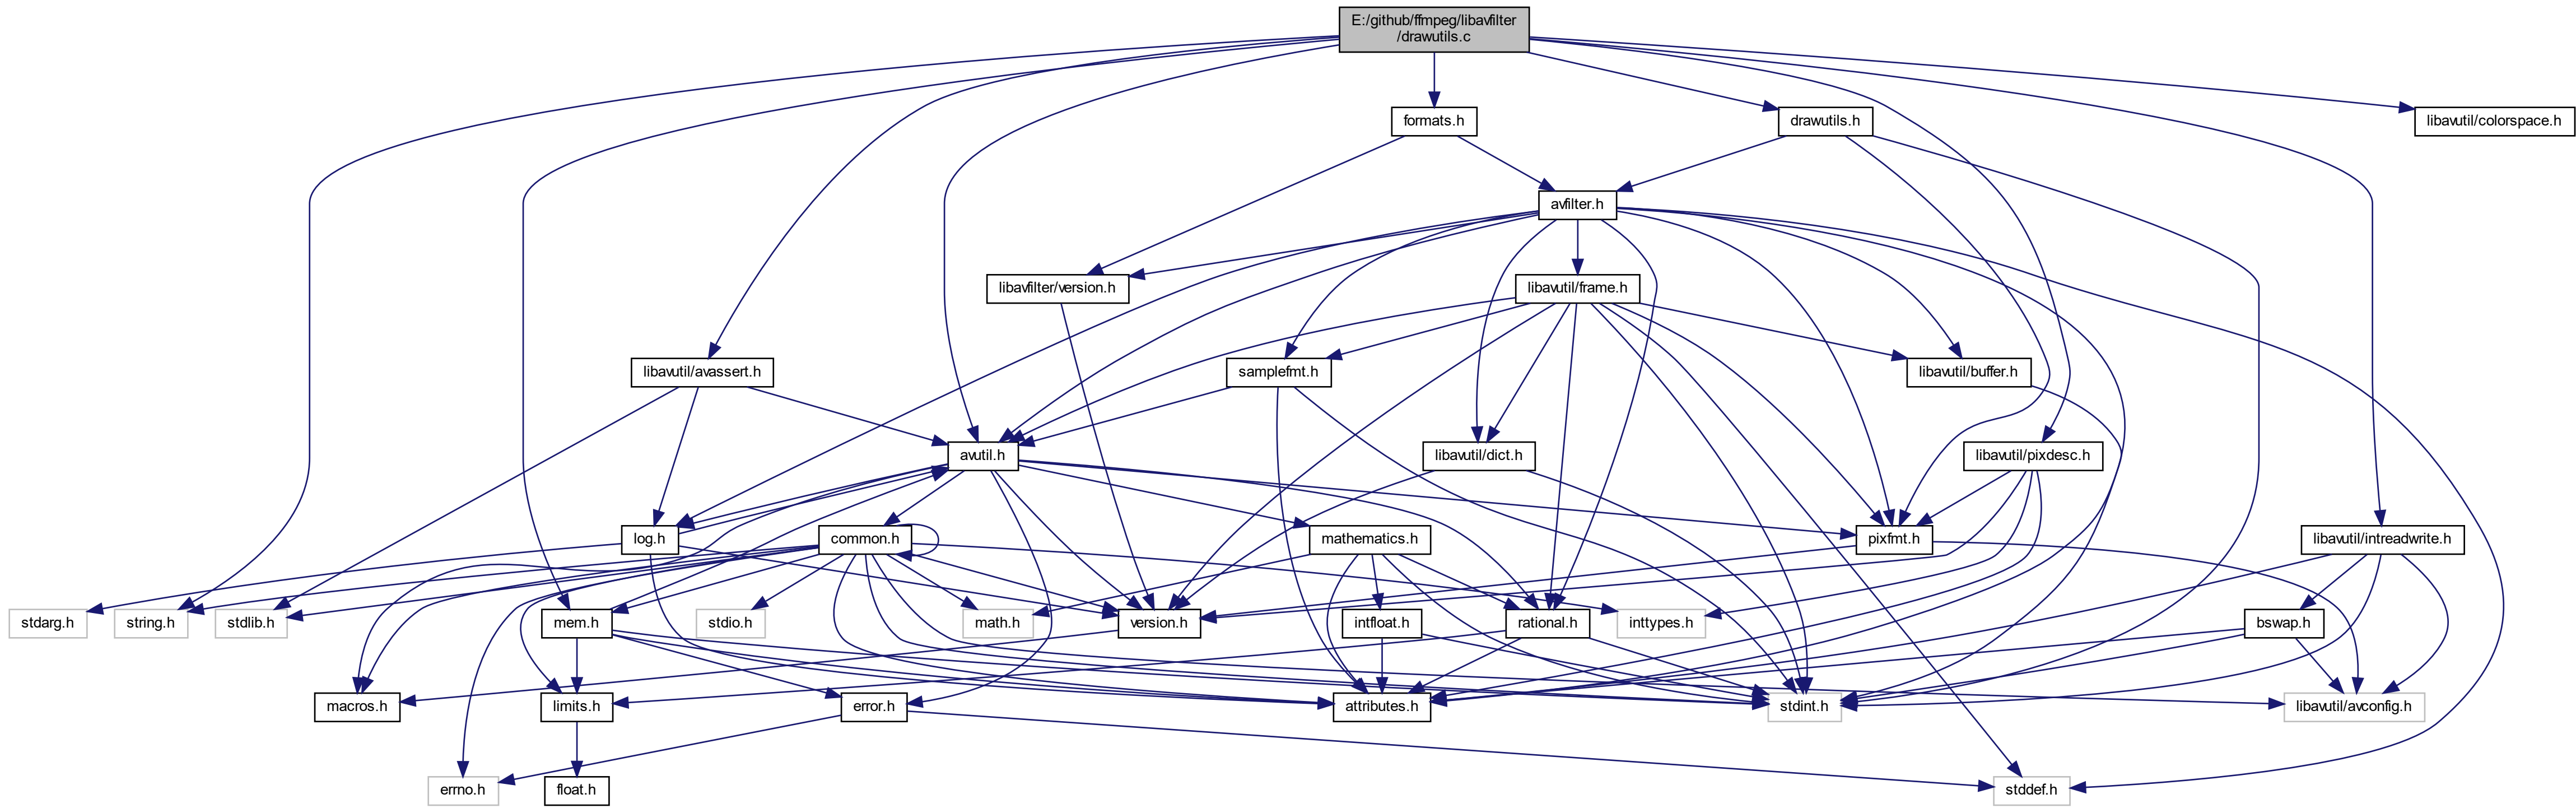 E:/github/ffmpeg/libavfilter
/drawutils.c
formats.h
drawutils.h
libavutil/colorspace.h
avfilter.h
libavfilter/version.h
libavutil/frame.h
libavutil/avassert.h
samplefmt.h
libavutil/buffer.h
avutil.h
libavutil/dict.h
libavutil/pixdesc.h
log.h
common.h
mathematics.h
pixfmt.h
libavutil/intreadwrite.h
stdarg.h
string.h
stdlib.h
mem.h
stdio.h
math.h
version.h
intfloat.h
rational.h
inttypes.h
bswap.h
macros.h
limits.h
error.h
attributes.h
stdint.h
libavutil/avconfig.h
errno.h
float.h
stddef.h